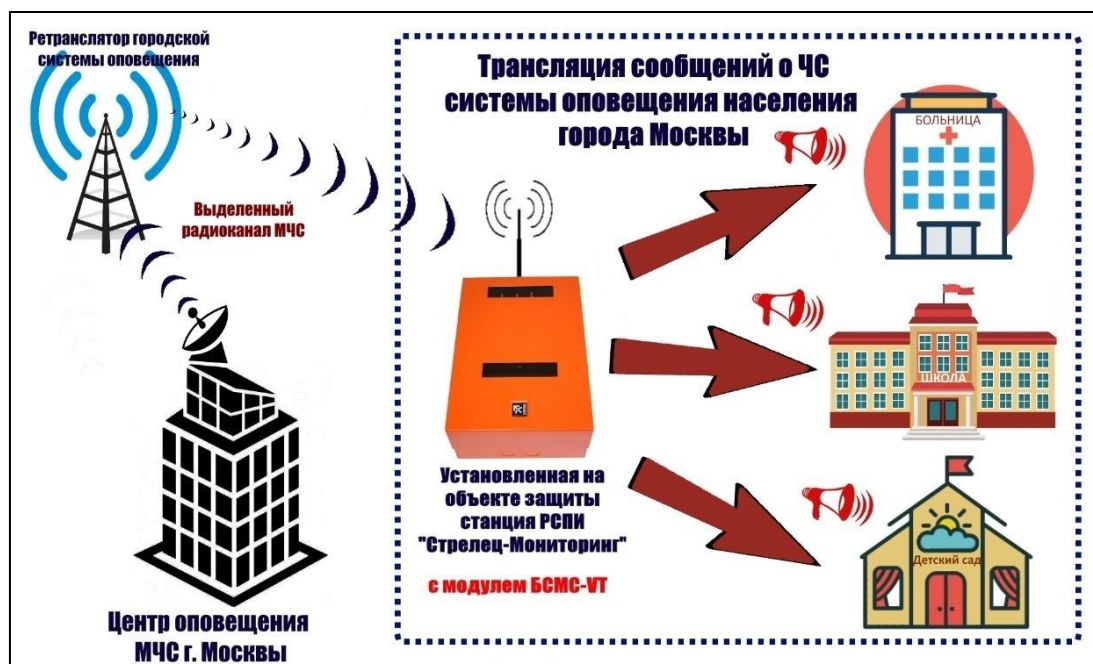 Ретранслятор городской
системы оповещения
Выделенный
радиоканал МЧС
Центр оповещения
МЧС г. Москвы
Трансляция сообщений о ЧС
системы оповещения населения
города Москвы
Установленная на
объекте защиты
станция РСПИ
"Стрелец-Мониторинг"
с модулем БСМС-VT
БОЛЬНИЦА
ШКОЛА
Детский сад